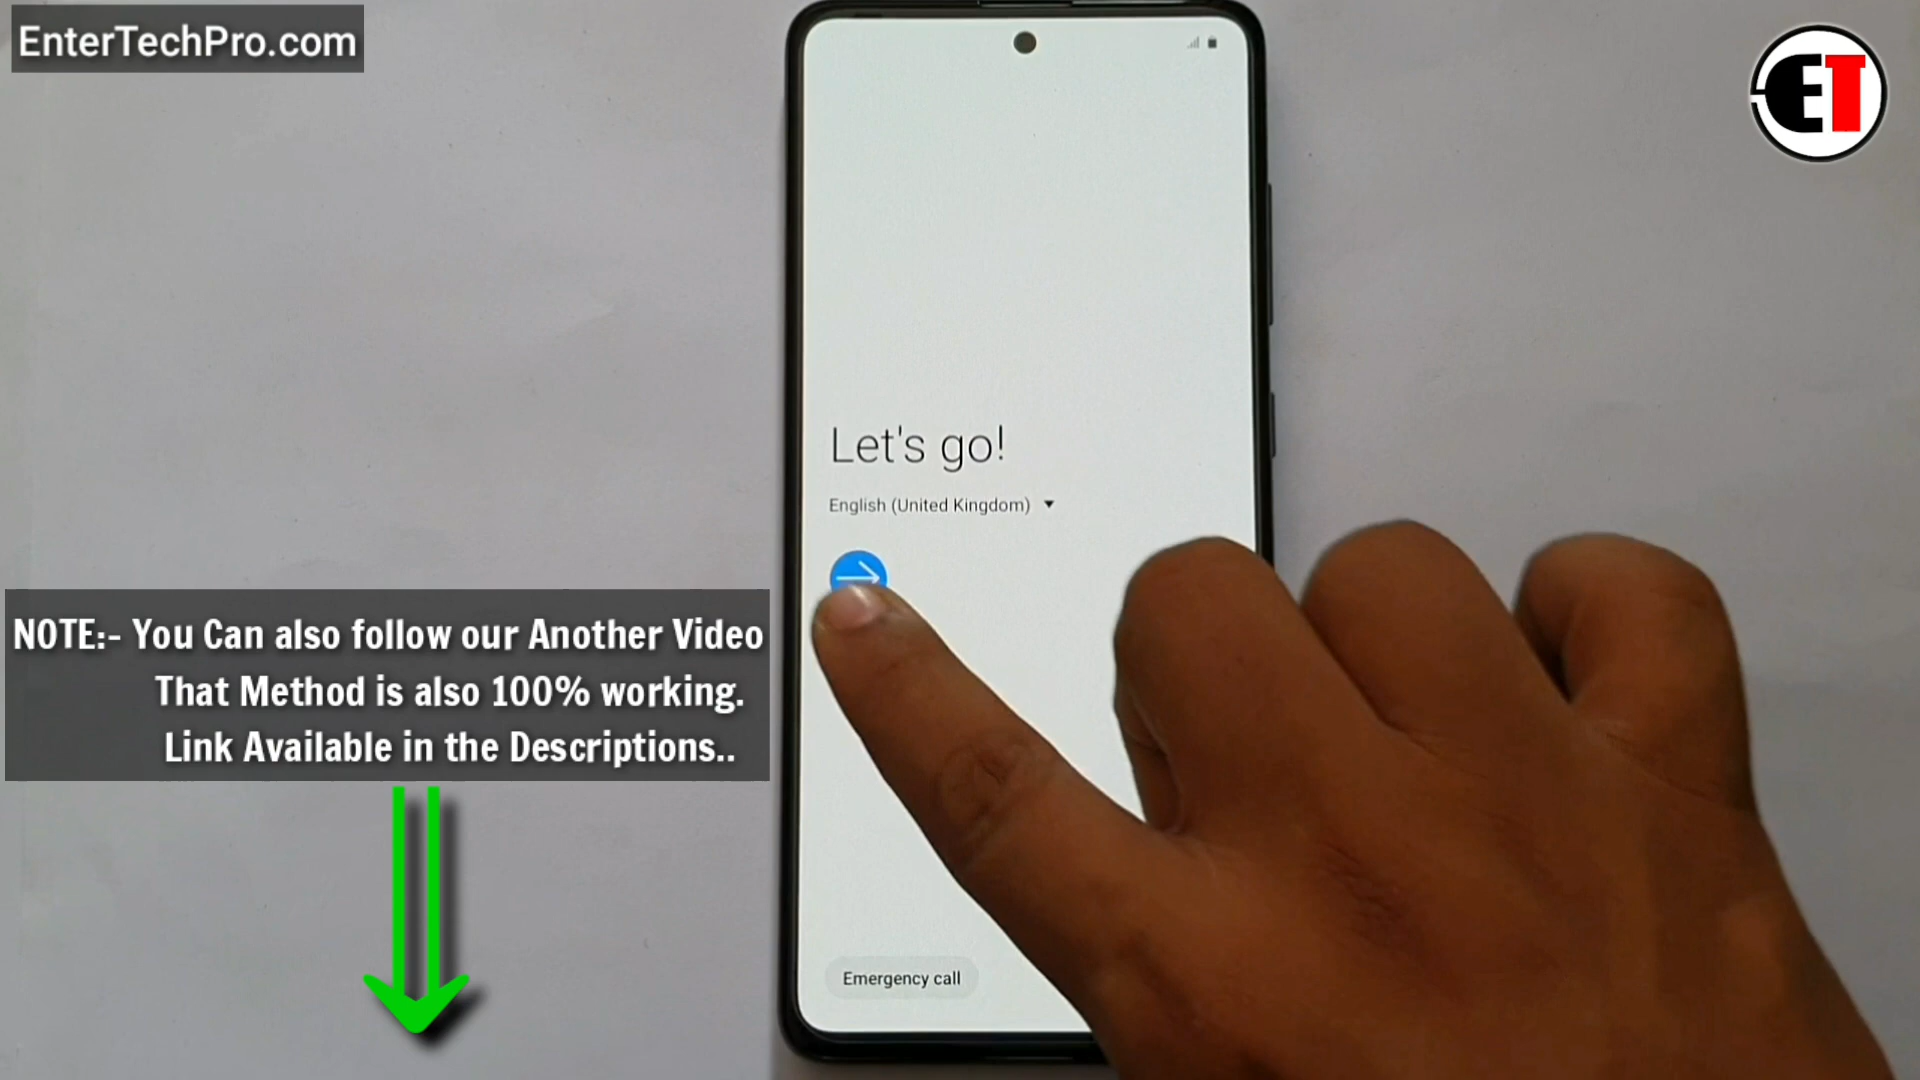 EnterTechPro.com
ET
Let's go!
English (United Kingdom)
NOTE:- You Can also follow our Another Video
That Method is also 100% working.
Link Available in the Descriptions..
Emergency call